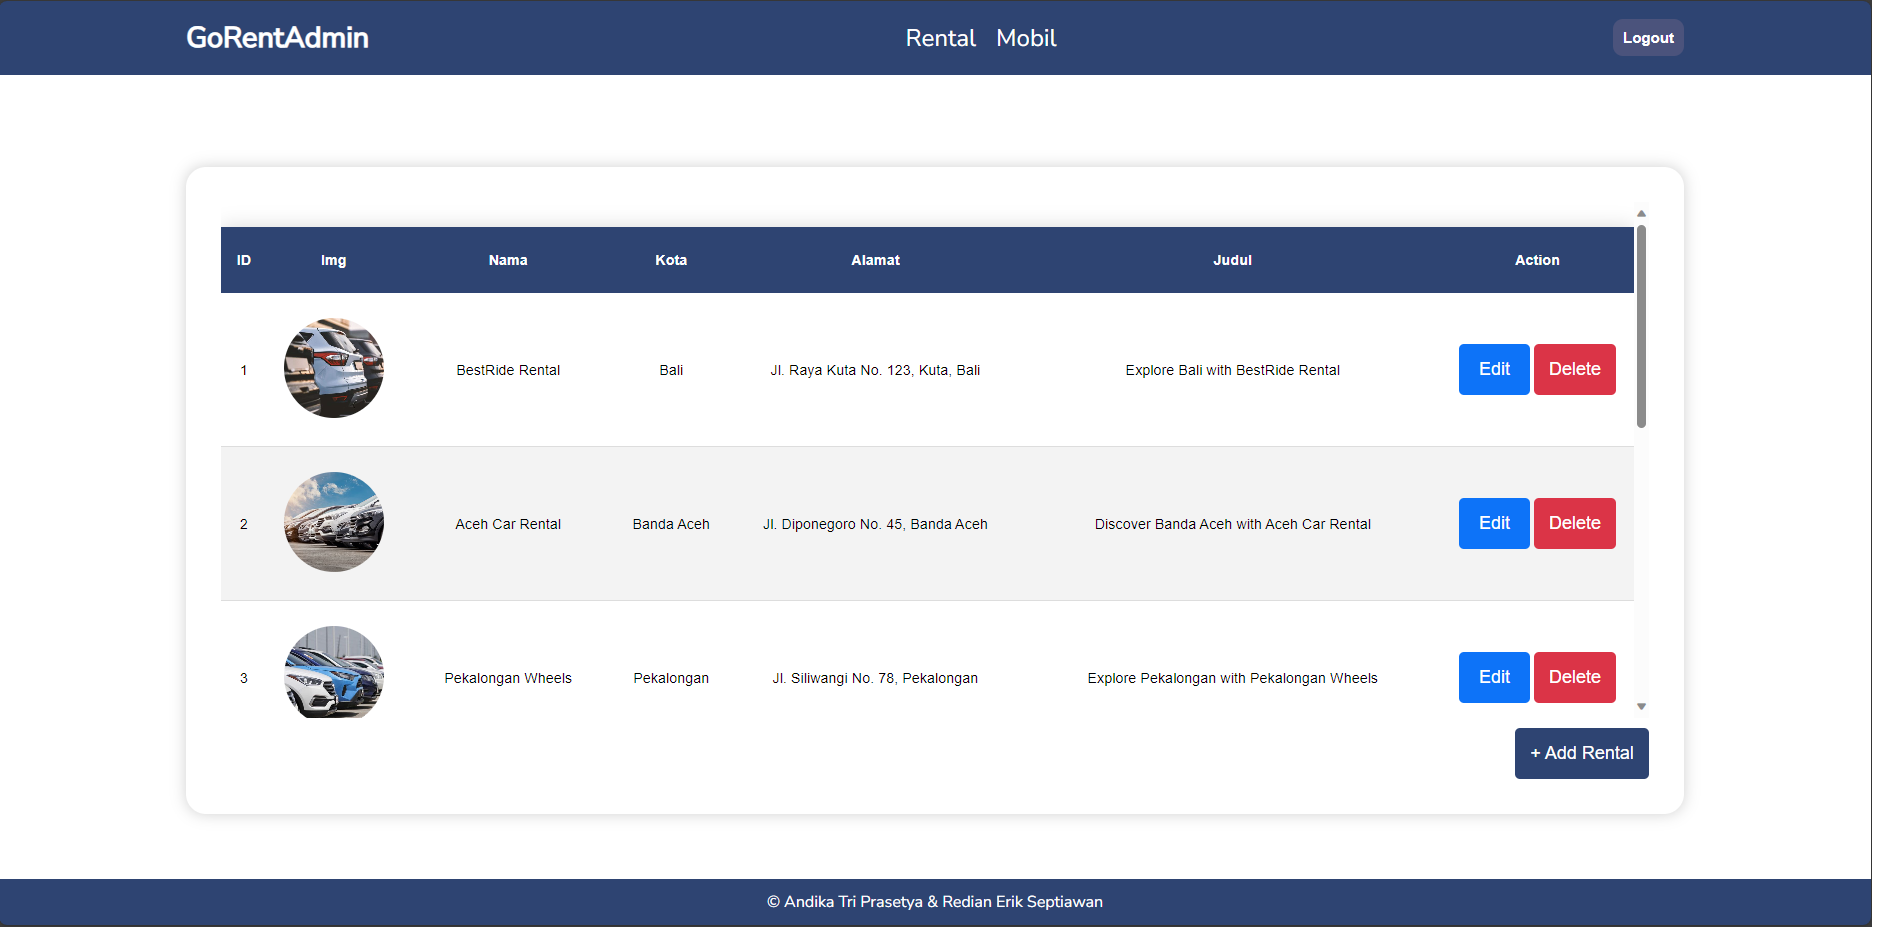 GoRentAdmin Rental Mobil Logout
ID Img Nama Kota Alamat Judul Action
1 BestRide Rental Bali Jl. Raya Kuta No. 123, Kuta, Bali Explore Bali with BestRide Rental Edit Delete
2 Aceh Car Rental Banda Aceh Jl. Diponegoro No. 45, Banda Aceh Discover Banda Aceh with Aceh Car Rental Edit Delete
3 Pekalongan Wheels Pekalongan Jl. Siliwangi No. 78, Pekalongan Explore Pekalongan with Pekalongan Wheels Edit Delete
+ Add Rental
© Andika Tri Prasetya & Redian Erik Septiawan